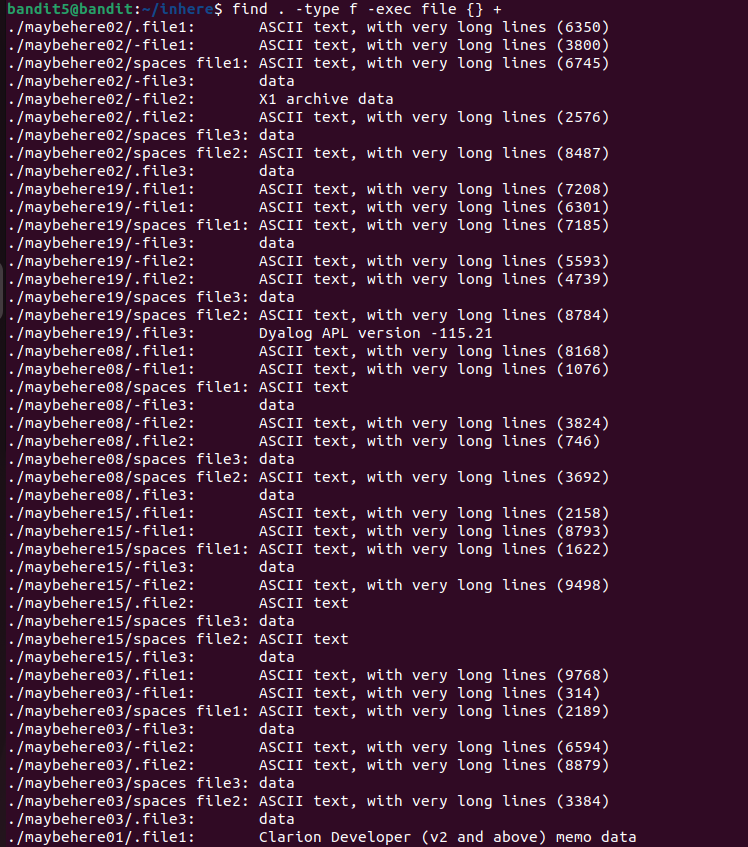 bandit5@bandit:~/inhere$ find . -type f -exec file {} +
./maybehere02/.file1:       ASCII text, with very long lines (6350)
./maybehere02/-file1:       ASCII text, with very long lines (3800)
./maybehere02/spaces file1: ASCII text, with very long lines (6745)
./maybehere02/-file3:       data
./maybehere02/-file2:       X1 archive data
./maybehere02/.file2:       ASCII text, with very long lines (2576)
./maybehere02/spaces file3: data
./maybehere02/spaces file2: ASCII text, with very long lines (8487)
./maybehere02/.file3:       data
./maybehere19/.file1:       ASCII text, with very long lines (7208)
./maybehere19/-file1:       ASCII text, with very long lines (6301)
./maybehere19/spaces file1: ASCII text, with very long lines (7185)
./maybehere19/-file3:       data
./maybehere19/-file2:       ASCII text, with very long lines (5593)
./maybehere19/.file2:       ASCII text, with very long lines (4739)
./maybehere19/spaces file3: data
./maybehere19/spaces file2: ASCII text, with very long lines (8784)
./maybehere19/.file3:       Dyalog APL version -115.21
./maybehere08/.file1:       ASCII text, with very long lines (8168)
./maybehere08/-file1:       ASCII text, with very long lines (1076)
./maybehere08/spaces file1: ASCII text
./maybehere08/-file3:       data
./maybehere08/-file2:       ASCII text, with very long lines (3824)
./maybehere08/.file2:       ASCII text, with very long lines (746)
./maybehere08/spaces file3: data
./maybehere08/spaces file2: ASCII text, with very long lines (3692)
./maybehere08/.file3:       data
./maybehere15/.file1:       ASCII text, with very long lines (2158)
./maybehere15/-file1:       ASCII text, with very long lines (8793)
./maybehere15/spaces file1: ASCII text, with very long lines (1622)
./maybehere15/-file3:       data
./maybehere15/-file2:       ASCII text, with very long lines (9498)
./maybehere15/.file2:       ASCII text
./maybehere15/spaces file3: data
./maybehere15/spaces file2: ASCII text
./maybehere15/.file3:       data
./maybehere03/.file1:       ASCII text, with very long lines (9768)
./maybehere03/-file1:       ASCII text, with very long lines (314)
./maybehere03/spaces file1: ASCII text, with very long lines (2189)
./maybehere03/-file3:       data
./maybehere03/-file2:       ASCII text, with very long lines (6594)
./maybehere03/.file2:       ASCII text, with very long lines (8879)
./maybehere03/spaces file3: data
./maybehere03/spaces file2: ASCII text, with very long lines (3384)
./maybehere03/.file3:       data
./maybehere01/.file1:       Clarion Developer (v2 and above) memo data